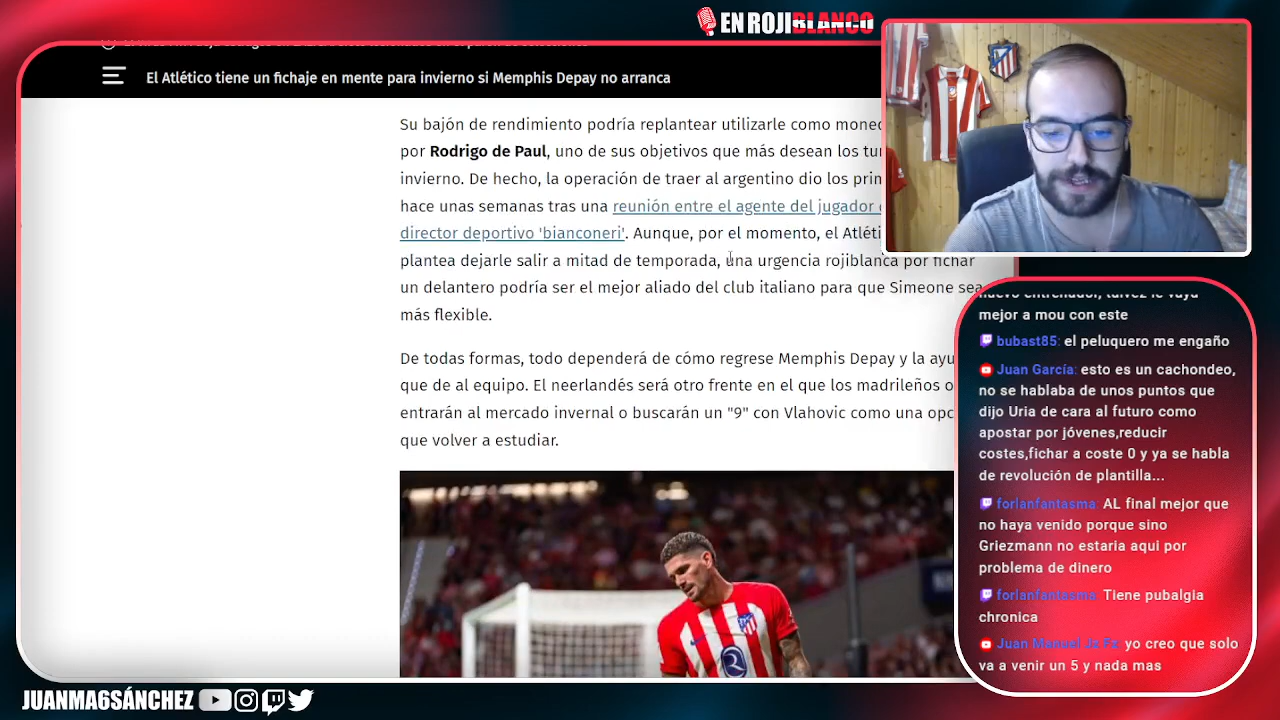 EN ROJIBLANCO
El Atlético tiene un fichaje en mente para invierno si Memphis Depay no arranca
Su bajón de rendimiento podría replantear utilizarle como
por Rodrigo de Paul, uno de sus objetivos que más desean los
invierno. De hecho, la operación de traer al argentino dio los
hace unas semanas tras una reunión entre el agente del jugador
director deportivo 'bianconeri'. Aunque, por el momento, el
plantea dejarle salir a mitad de temporada, una urgencia rojiblanca por fichar
un delantero podría ser el mejor aliado del club italiano para que Simeone sea
más flexible.
De todas formas, todo dependerá de cómo regrese Memphis Depay y la
que de al equipo. El neerlandés será otro frente en el que los madrileños
entrarán al mercado invernal o buscarán un "9" con Vlahovic como una
que volver a estudiar.
mejor a mou con este
bubast85: el peluquero me engaño
Juan García: esto es un cachondeo,
no se hablaba de unos puntos que
dijo Uria de cara al futuro como
apostar por jóvenes,reducir
costes,fichar a coste 0 y ya se habla
de revolución de plantilla...
forlanfantasma: AL final mejor que
no haya venido porque sino
Griezmann no estaria aqui por
problema de dinero
forlanfantasma: Tiene pubalgia
chronica
Juan Manuel Jz Fz: yo creo que solo
va a venir un 5 y nada mas
JUANMA6SÁNCHEZ